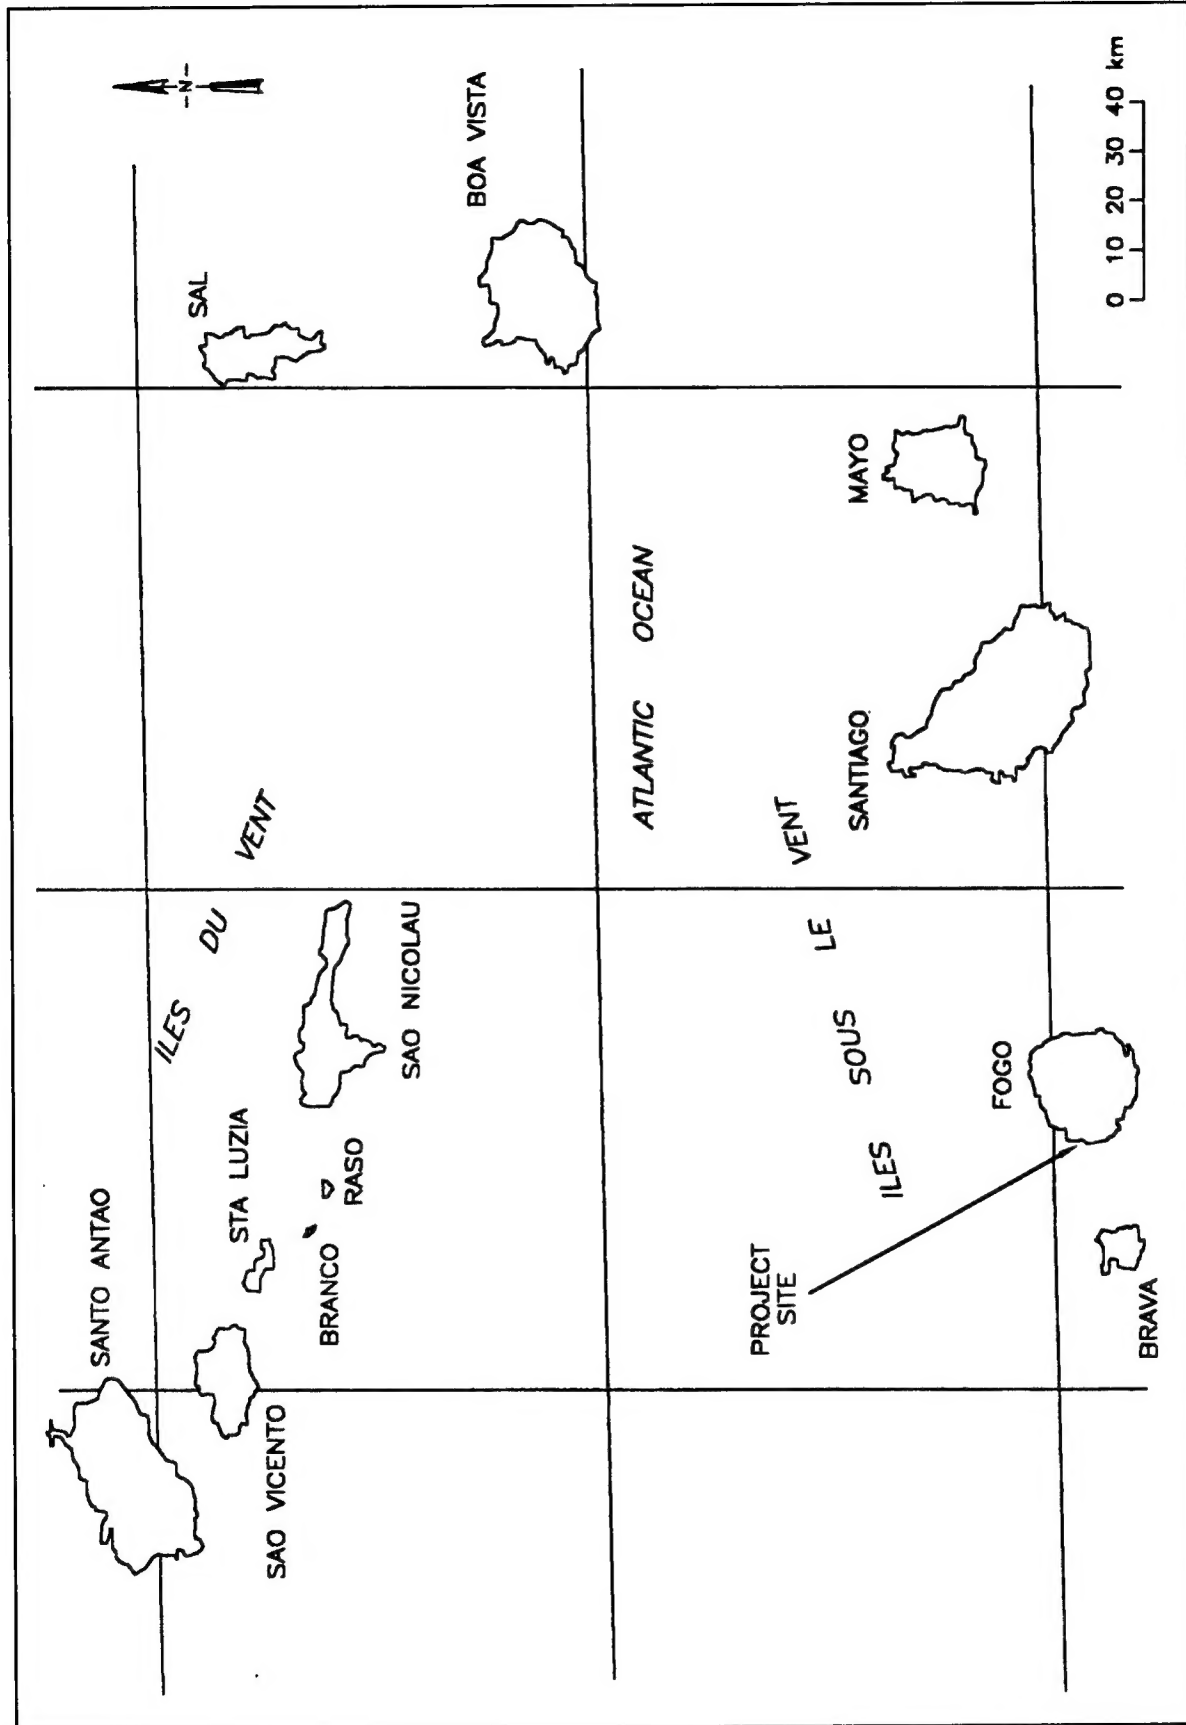 SANTO ANTAO
ILES DU VENT
-N-
SAL
STA LUZIA
SAO VICENTO
BRANCO
RASO
SAO NICOLAU
BOA VISTA
ATLANTIC OCEAN
PROJECT
SITE
ILES SOUS LE VENT
SANTIAGO
MAYO
FOGO
BRAVA
0 10 20 30 40 km